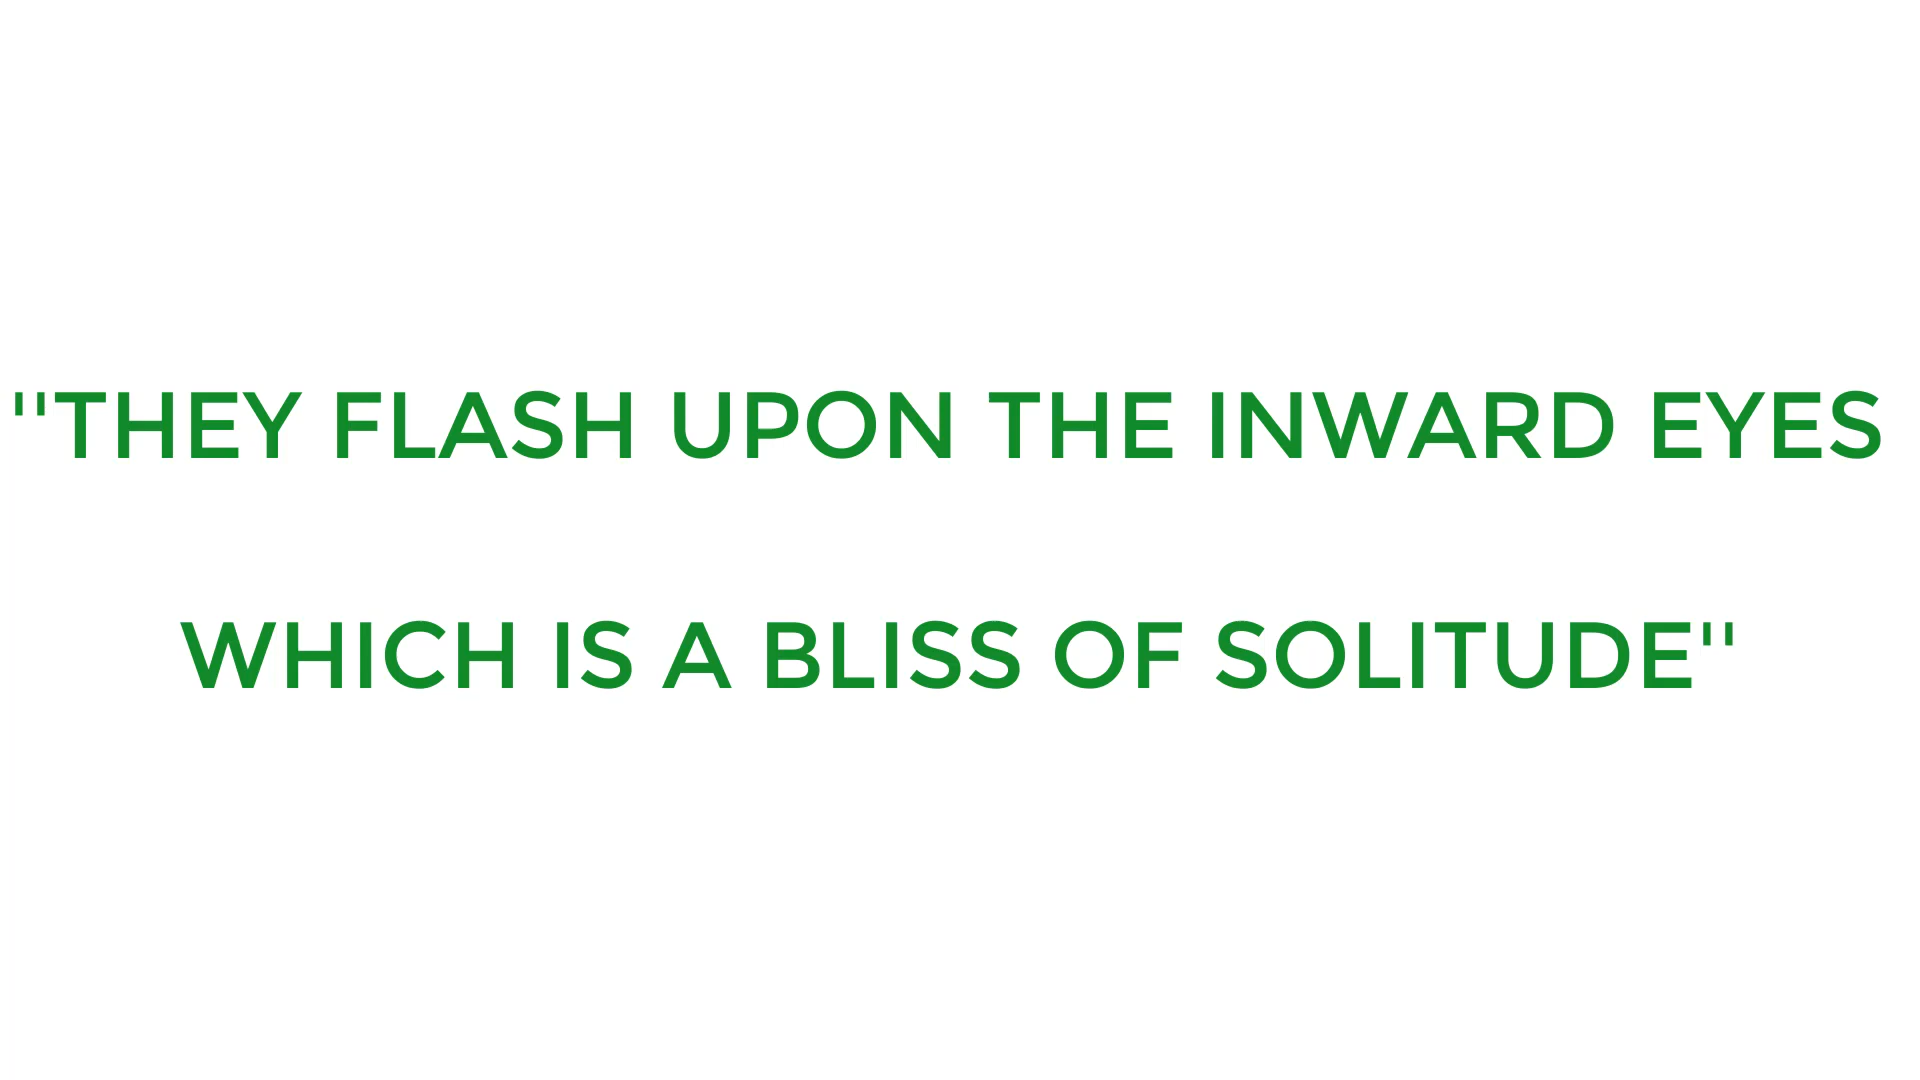 ''THEY FLASH UPON THE INWARD EYES
WHICH IS A BLISS OF SOLITUDE''